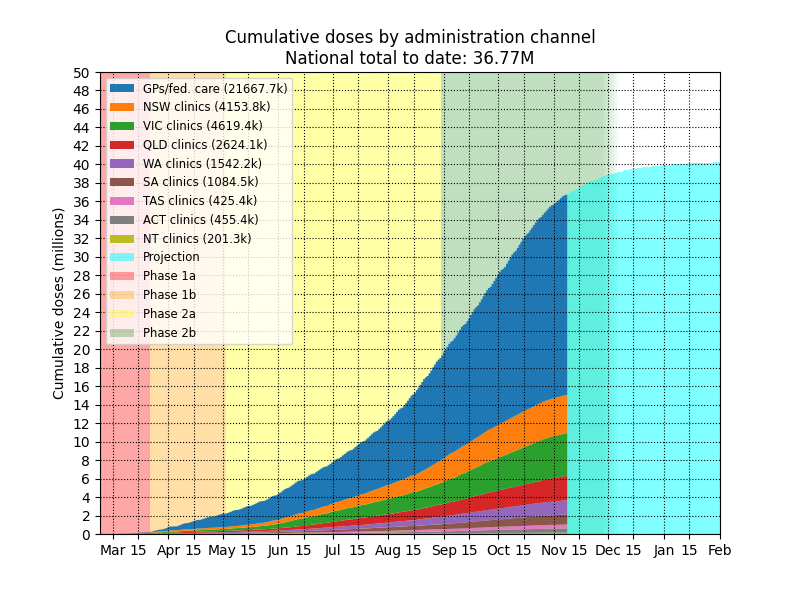 Cumulative doses by administration channel
National total to date: 36.77M
Cumulative doses (millions)
50
48
46
44
42
40
38
36
34
32
30
28
26
24
22
20
18
16
14
12
10
8
6
4
2
0
GPs/fed. care (21667.7k)
NSW clinics (4153.8k)
VIC clinics (4619.4k)
QLD clinics (2624.1k)
WA clinics (1542.2k)
SA clinics (1084.5k)
TAS clinics (425.4k)
ACT clinics (455.4k)
NT clinics (201.3k)
Projection
Phase 1a
Phase 1b
Phase 2a
Phase 2b
Mar 15 Apr 15 May 15 Jun 15 Jul 15 Aug 15 Sep 15 Oct 15 Nov 15 Dec 15 Jan 15 Feb